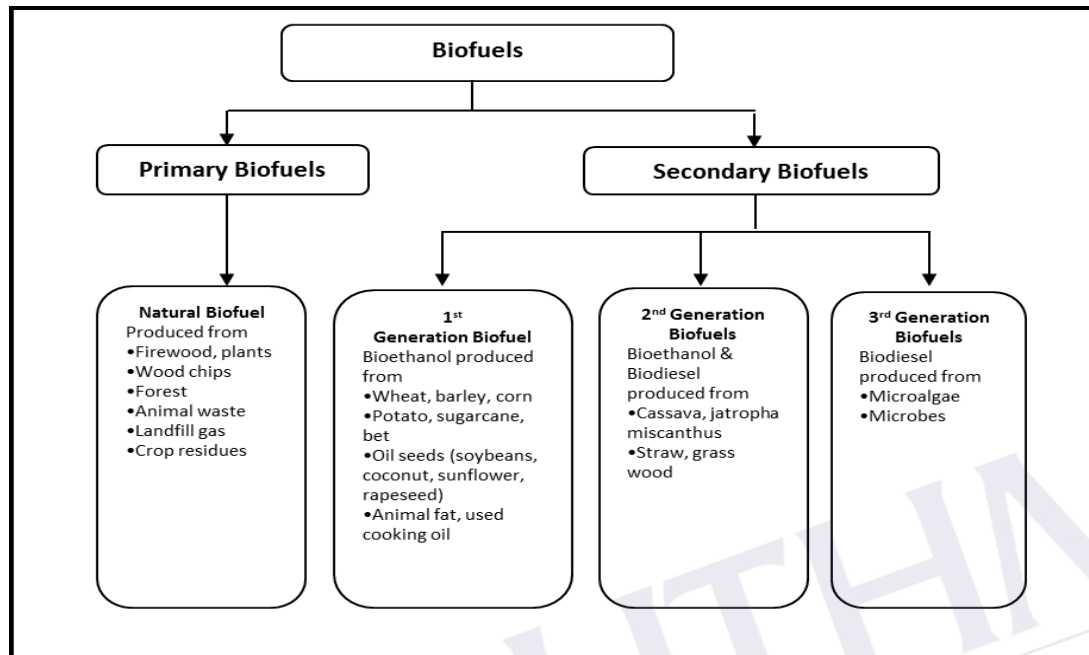 Biofuels
Primary Biofuels
Secondary Biofuels
Natural Biofuel
Produced from
•Firewood, plants
•Wood chips
•Forest
•Animal waste
•Landfill gas
•Crop residues
1st
Generation Biofuel
Bioethanol produced
from
•Wheat, barley, corn
•Potato, sugarcane,
bet
•Oil seeds (soybeans,
coconut, sunflower,
rapeseed)
•Animal fat, used
cooking oil
2nd Generation
Biofuels
Bioethanol &
Biodiesel
produced from
•Cassava, jatropha
miscanthus
•Straw, grass
wood
3rd Generation
Biofuels
Biodiesel
produced from
•Microalgae
•Microbes